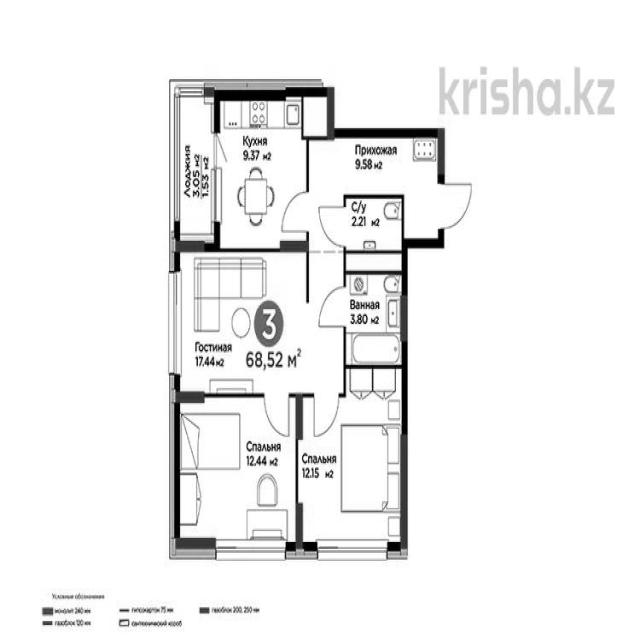 krisha.kz
Кухня
9.37 м2
Прихожая
9.58 м2
Лоджия
3.05 м2
1.53 м2
С/у
2.21 м2
Ванная
3.80 м2
3
68,52 м2
Гостиная
17.44 м2
Спальня
12.44 м2
Спальня
12.15 м2
Условные обозначения
монолит 240 мм
гипсокартон 75 мм
газоблок 200, 250 мм
газоблок 120 мм
сантехнический короб